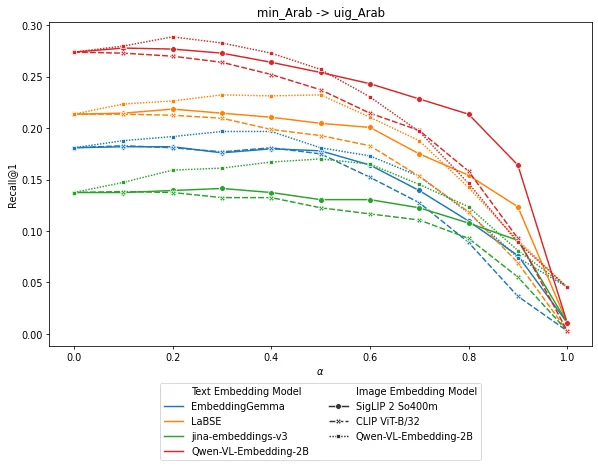 min_Arab -> uig_Arab
Recall@1
0.30
0.25
0.20
0.15
0.10
0.05
0.00
0.0
0.2
0.4
0.6
0.8
1.0
α
Text Embedding Model
EmbeddingGemma
LaBSE
jina-embeddings-v3
Qwen-VL-Embedding-2B
Image Embedding Model
SigLIP 2 So400m
CLIP ViT-B/32
Qwen-VL-Embedding-2B